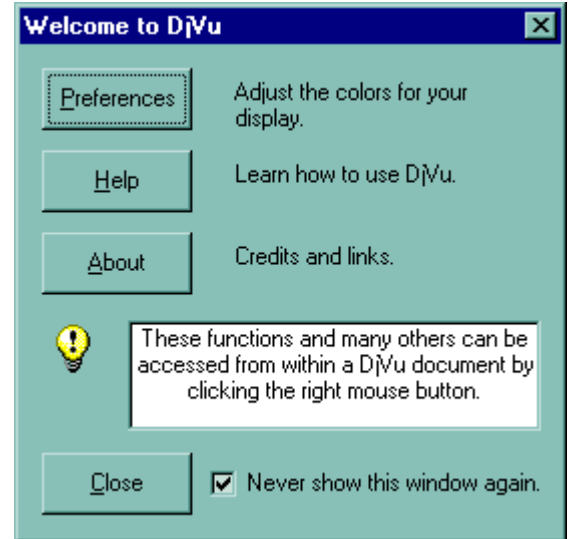 Welcome to DjVu
Preferences
Adjust the colors for your
display.
Help
Learn how to use DjVu.
About
Credits and links.
These functions and many others can be
accessed from within a DjVu document by
clicking the right mouse button.
Close
Never show this window again.